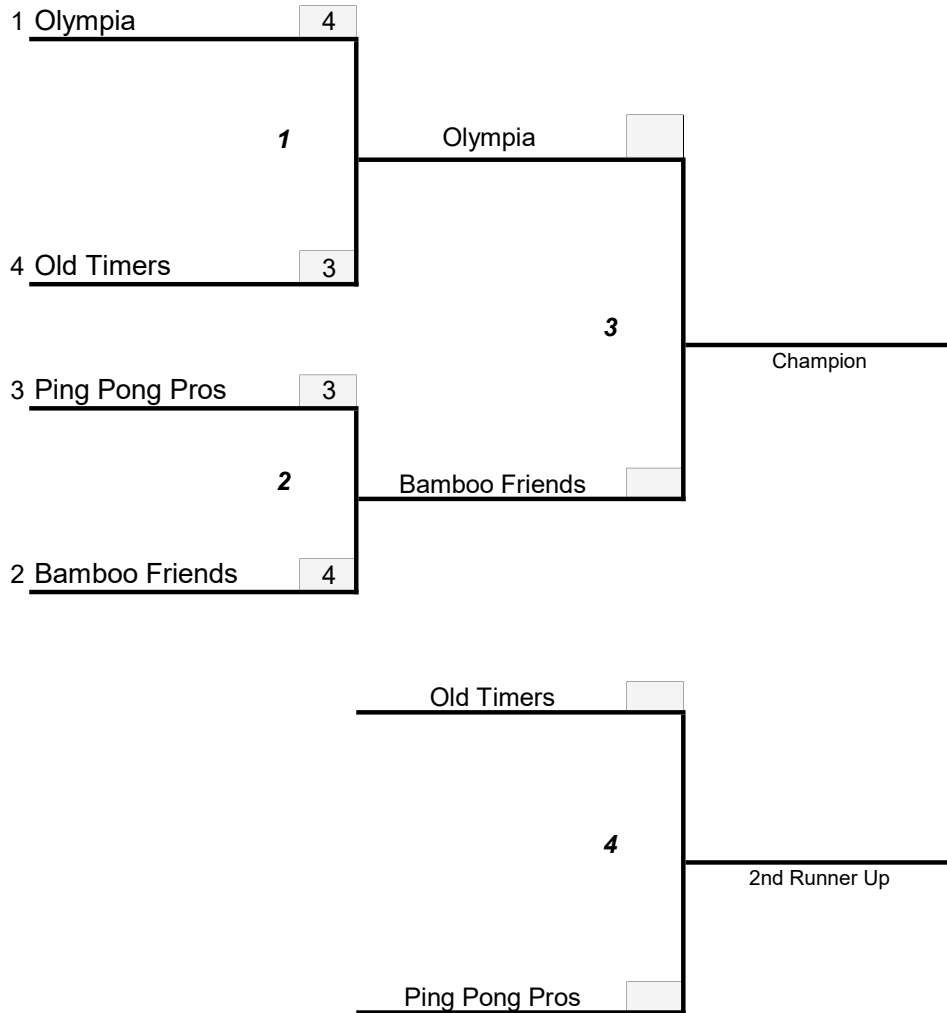 1 Olympia 4
1
Olympia
4 Old Timers 3
3
Champion
3 Ping Pong Pros 3
2
Bamboo Friends
2 Bamboo Friends 4
Old Timers
4
2nd Runner Up
Ping Pong Pros